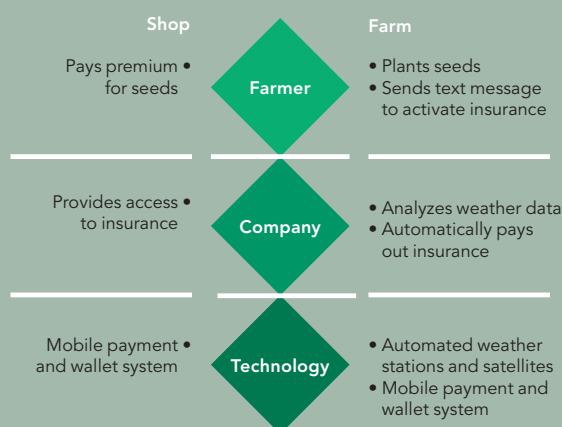 Shop
Farm
Pays premium •
for seeds
Farmer
• Plants seeds
• Sends text message
to activate insurance
Provides access •
to insurance
Company
• Analyzes weather data
• Automatically pays
out insurance
Mobile payment •
and wallet system
Technology
• Automated weather
stations and satellites
• Mobile payment and
wallet system